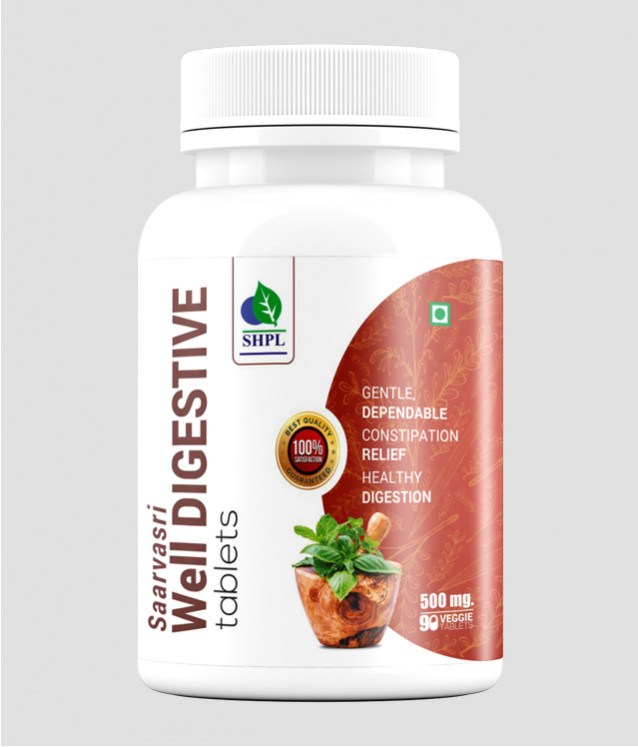 Saarvasri
Well DIGESTIVE
tablets
SHPL
BEST QUALITY
100%
SATISFACTION
GUARANTEED
GENTLE,
DEPENDABLE
CONSTIPATION
RELIEF
HEALTHY
DIGESTION
500 mg.
90 VEGGIE
TABLETS